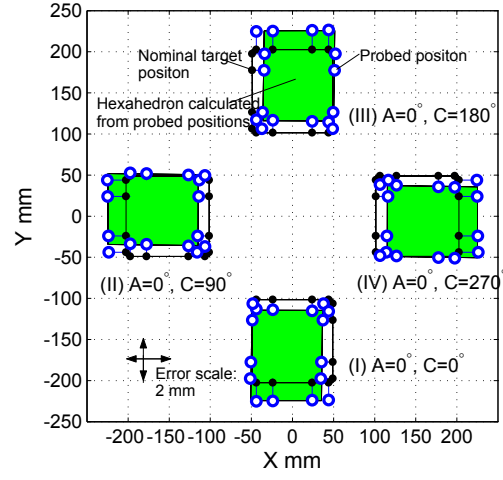 250
200
150
100
50
0
-50
-100
-150
-200
-250
Y mm
Nominal target
positon
Probed positon
Hexahedron calculated
from probed positions
(III) A=0°, C=180°
(II) A=0°, C=90°
(IV) A=0°, C=270°
(I) A=0°, C=0°
Error scale:
2 mm
-200 -150 -100 -50 0 50 100 150 200
X mm